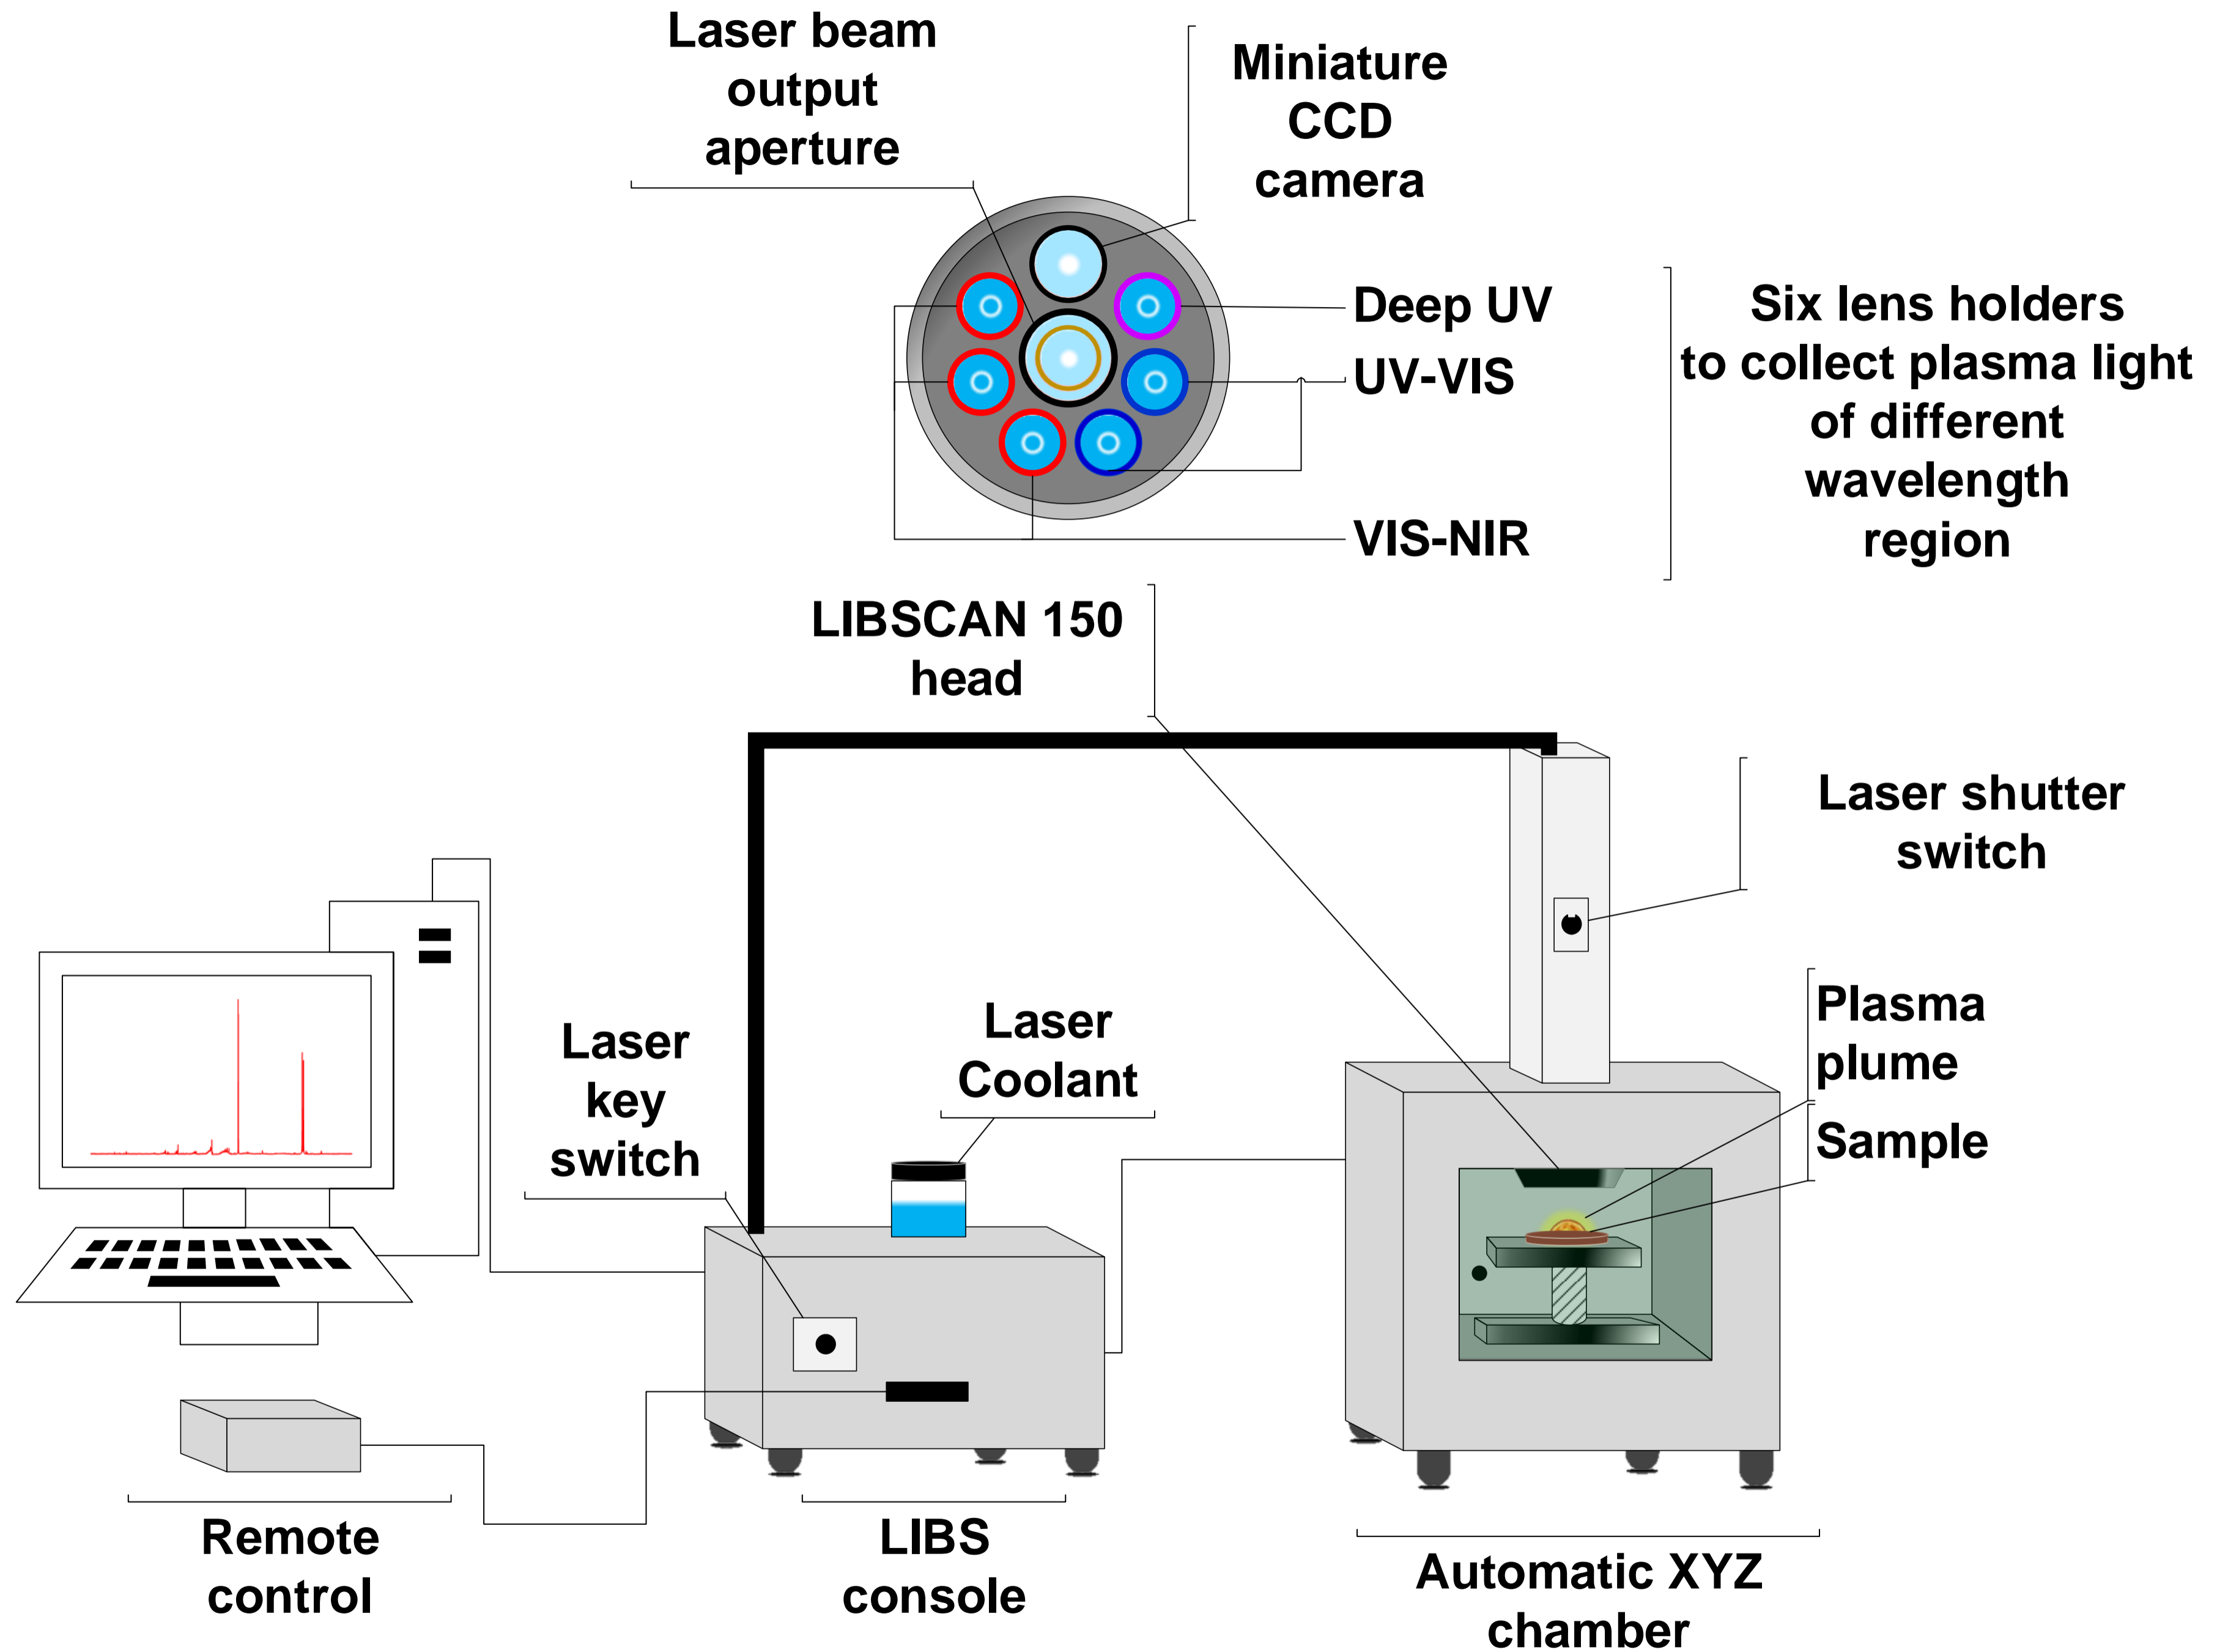 Laser beam
output
aperture
Miniature
CCD
camera
Deep UV
UV-VIS
VIS-NIR
Six lens holders
to collect plasma light
of different
wavelength
region
LIBSCAN 150
head
Laser shutter
switch
Plasma
plume
Sample
Laser
key
switch
Laser
Coolant
Remote
control
LIBS
console
Automatic XYZ
chamber